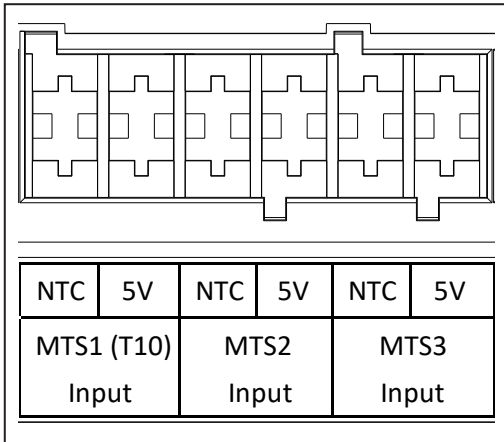 NTC 5V NTC 5V NTC 5V
MTS1 (T10) MTS2 MTS3
Input Input Input